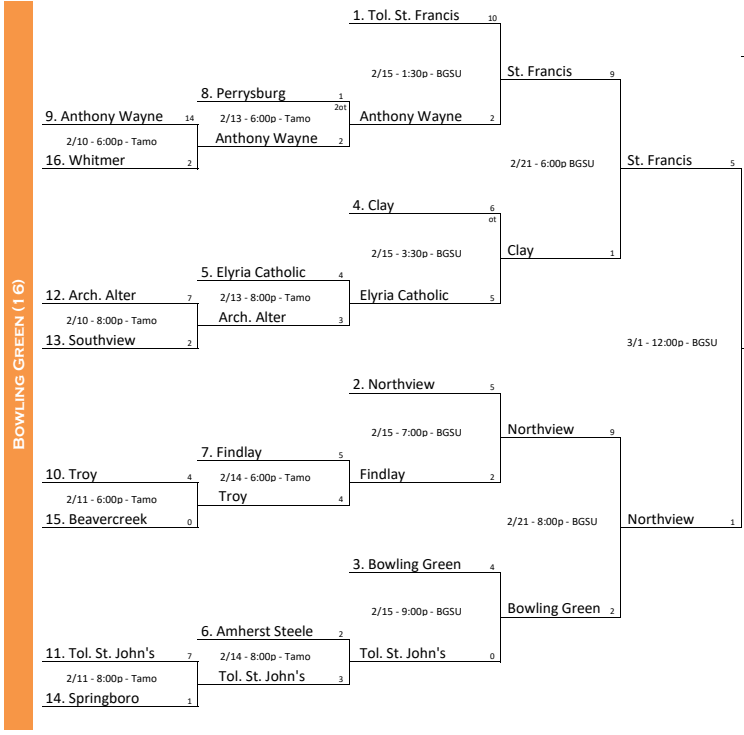 BOWLING GREEN (16)
1. Tol. St. Francis 10
2/15 - 1:30p - BGSU
St. Francis 9
8. Perrysburg 1
2ot
9. Anthony Wayne 14
2/13 - 6:00p - Tamo
Anthony Wayne 2
2/10 - 6:00p - Tamo
Anthony Wayne 2
16. Whitmer 2
2/21 - 6:00p BGSU
St. Francis 5
4. Clay 6
ot
2/15 - 3:30p - BGSU
Clay 1
5. Elyria Catholic 4
12. Arch. Alter 7
2/13 - 8:00p - Tamo
Elyria Catholic 5
2/10 - 8:00p - Tamo
Arch. Alter 3
13. Southview 2
3/1 - 12:00p - BGSU
2. Northview 5
2/15 - 7:00p - BGSU
Northview 9
7. Findlay 5
10. Troy 4
2/14 - 6:00p - Tamo
Findlay 2
2/11 - 6:00p - Tamo
Troy 4
15. Beavercreek 0
2/21 - 8:00p - BGSU
Northview 1
3. Bowling Green 4
2/15 - 9:00p - BGSU
Bowling Green 2
6. Amherst Steele 2
11. Tol. St. John's 7
2/14 - 8:00p - Tamo
Tol. St. John's 0
2/11 - 8:00p - Tamo
Tol. St. John's 3
14. Springboro 1